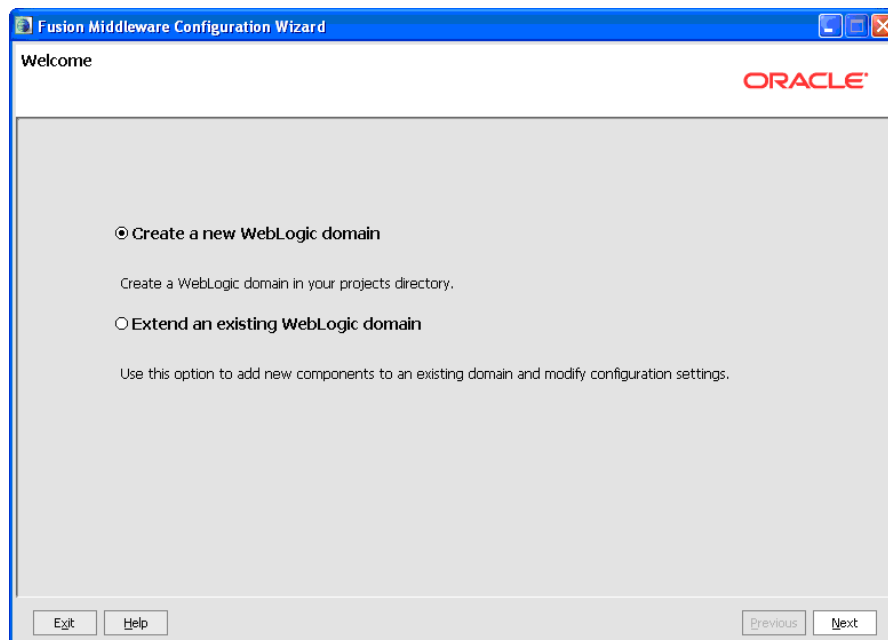 Fusion Middleware Configuration Wizard
Welcome
ORACLE
Create a new WebLogic domain
Create a WebLogic domain in your projects directory.
Extend an existing WebLogic domain
Use this option to add new components to an existing domain and modify configuration settings.
Exit Help Previous Next